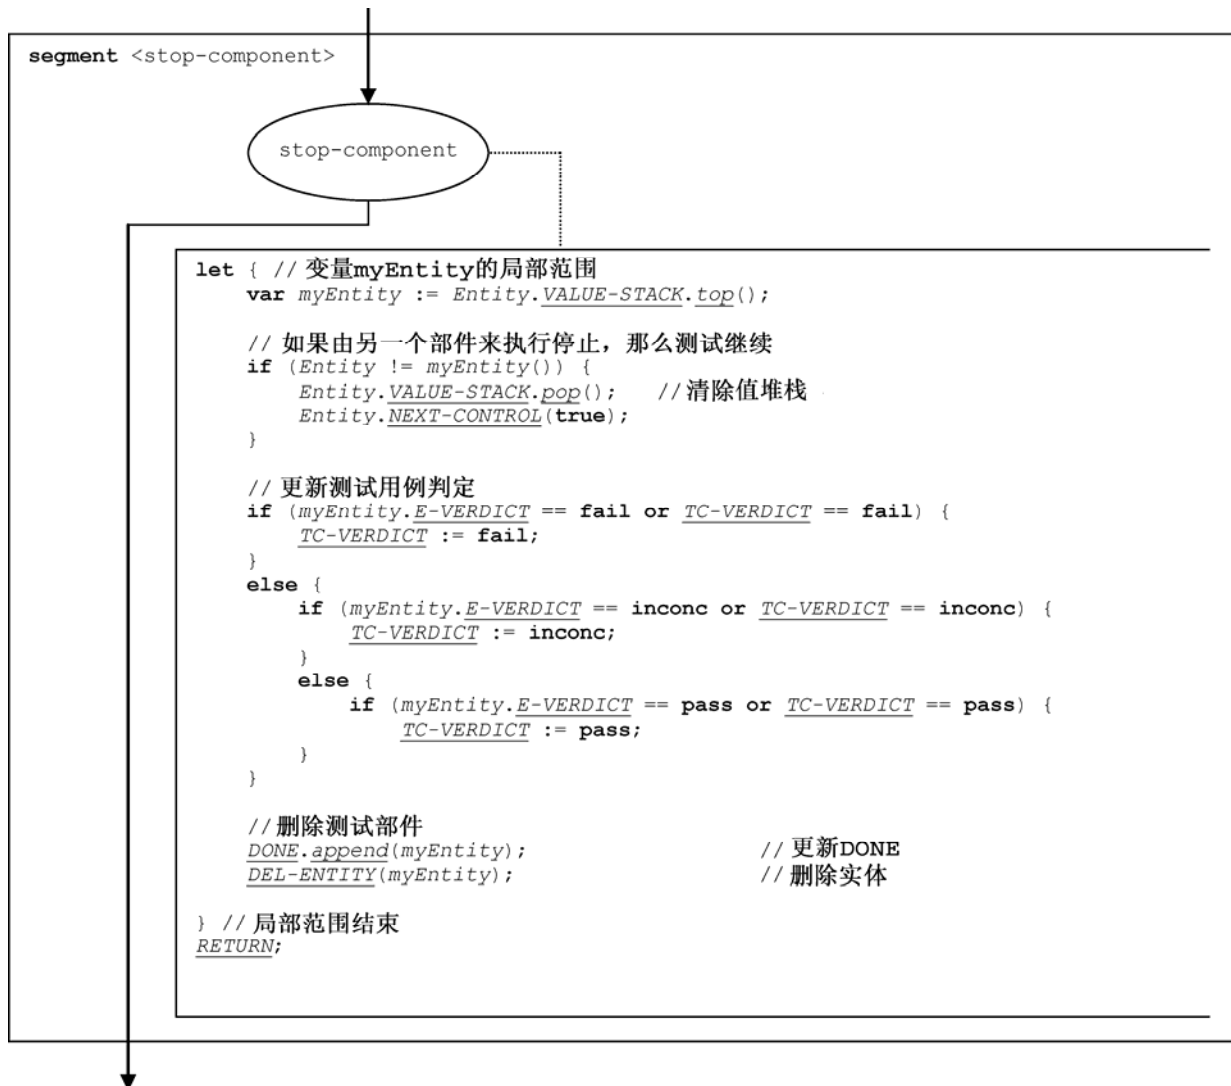 segment <stop-component>
stop-component
let { // 变量myEntity的局部范围
var myEntity := Entity.VALUE-STACK.top();
// 如果由另一个部件来执行停止，那么测试继续
if (Entity != myEntity()) {
Entity.VALUE-STACK.pop(); // 清除值堆栈
Entity.NEXT-CONTROL(true);
}
// 更新测试用例判定
if (myEntity.E-VERDICT == fail or TC-VERDICT == fail) {
TC-VERDICT := fail;
}
else {
if (myEntity.E-VERDICT == inconc or TC-VERDICT == inconc) {
TC-VERDICT := inconc;
}
else {
if (myEntity.E-VERDICT == pass or TC-VERDICT == pass) {
TC-VERDICT := pass;
}
}
// 删除测试部件
DONE.append(myEntity); // 更新DONE
DEL-ENTITY(myEntity); // 删除实体
} // 局部范围结束
RETURN;